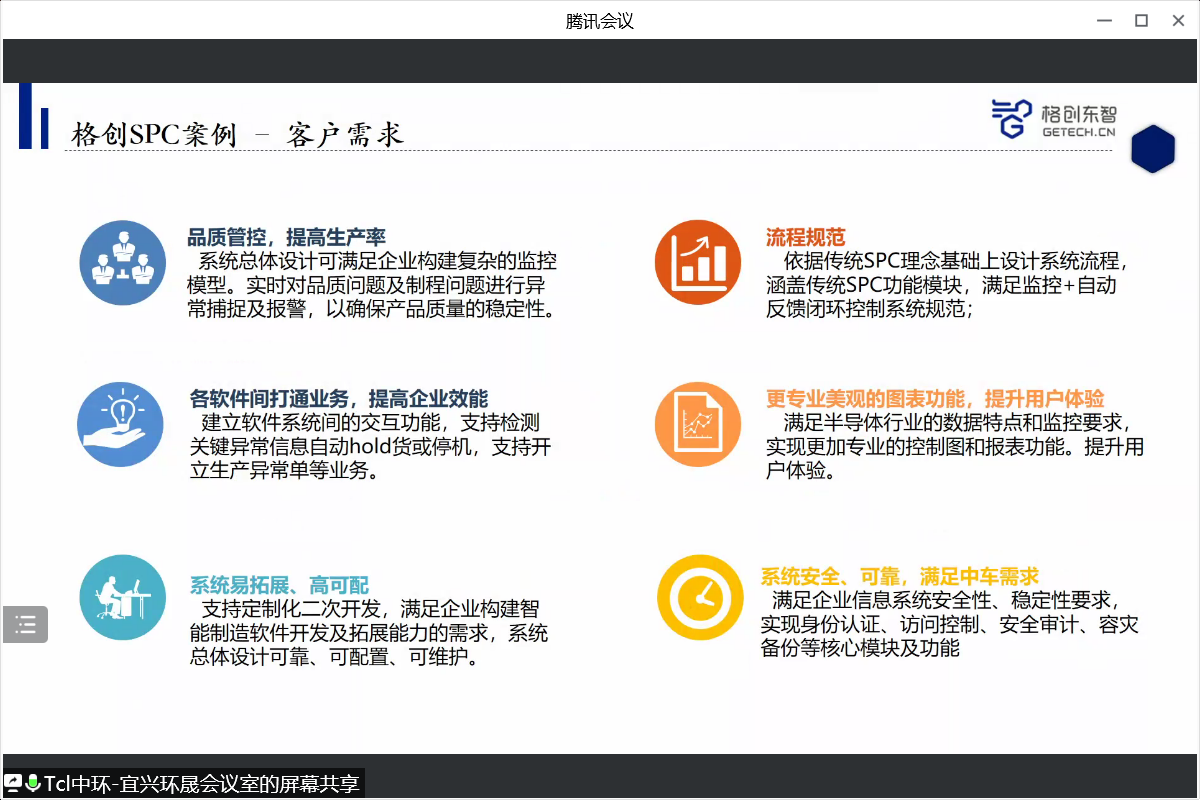 腾讯会议
格创SPC案例 – 客户需求
格创东智
GETECH.CN
品质管控，提高生产率
系统总体设计可满足企业构建复杂的监控
模型。实时对品质问题及制程问题进行异
常捕捉及报警，以确保产品质量的稳定性。
流程规范
依据传统SPC理念基础上设计系统流程，
涵盖传统SPC功能模块，满足监控+自动
反馈闭环控制系统规范；
各软件间打通业务，提高企业效能
建立软件系统间的交互功能，支持检测
关键异常信息自动hold货或停机，支持开
立生产异常单等业务。
更专业美观的图表功能，提升用户体验
满足半导体行业的数据特点和监控要求，
实现更加专业的控制图和报表功能。提升用
户体验。
系统易拓展、高可配
支持定制化二次开发，满足企业构建智
能制造软件开发及拓展能力的需求，系统
总体设计可靠、可配置、可维护。
系统安全、可靠，满足中车需求
满足企业信息系统安全性、稳定性要求，
实现身份认证、访问控制、安全审计、容灾
备份等核心模块及功能
Tcl中环-宜兴环晟会议室的屏幕共享